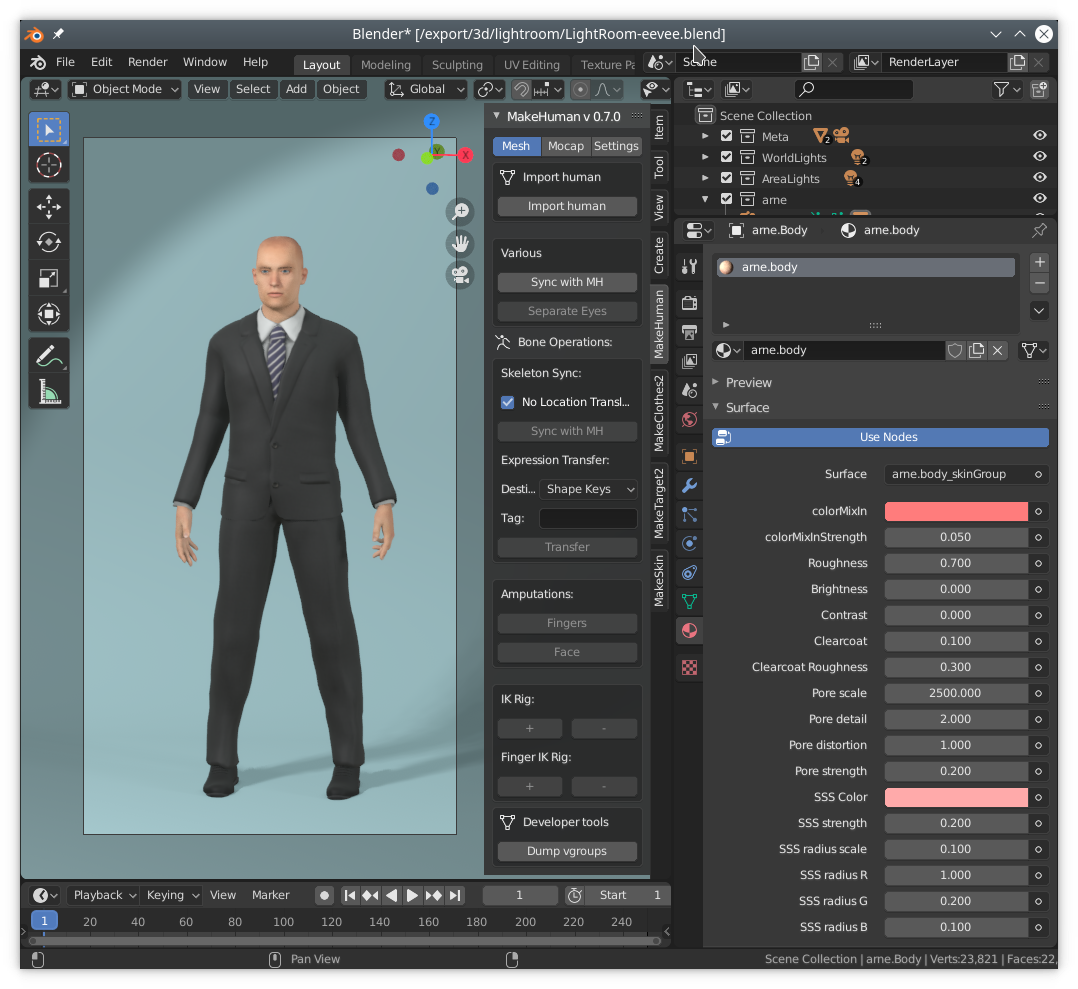 Blender* [/export/3d/lightroom/LightRoom-eevee.blend]
File Edit Render Window Help Layout Modeling Sculpting UV Editing Texture Pa
Scene RenderLayer
Object Mode View Select Add Object Global
Z
Y
X
MakeHuman v 0.7.0
Mesh Mocap Settings
Import human
Import human
Various
Sync with MH
Separate Eyes
Bone Operations:
Skeleton Sync:
No Location Transl...
Sync with MH
Expression Transfer:
Desti... Shape Keys
Tag:
Transfer
Amputations:
Fingers
Face
IK Rig:
+ -
Finger IK Rig:
+ -
Developer tools
Dump vgroups
Item
Tool
View
Create
MakeHuman
MakeClothes2
MakeTarget2
MakeSkin
Scene Collection
Meta 2
WorldLights 2
AreaLights 4
arne
arne.Body arne.body
arne.body
arne.body
Preview
Surface
Use Nodes
Surface arne.body_skinGroup
colorMixIn
colorMixInStrength 0.050
Roughness 0.700
Brightness 0.000
Contrast 0.000
Clearcoat 0.100
Clearcoat Roughness 0.300
Pore scale 2500.000
Pore detail 2.000
Pore distortion 1.000
Pore strength 0.200
SSS Color
SSS strength 0.200
SSS radius scale 0.100
SSS radius R 1.000
SSS radius G 0.200
SSS radius B 0.100
Playback Keying View Marker 1 Start 1
1 20 40 60 80 100 120 140 160 180 200 220 240
Pan View
Scene Collection | arne.Body | Verts:23,821 | Faces:22,